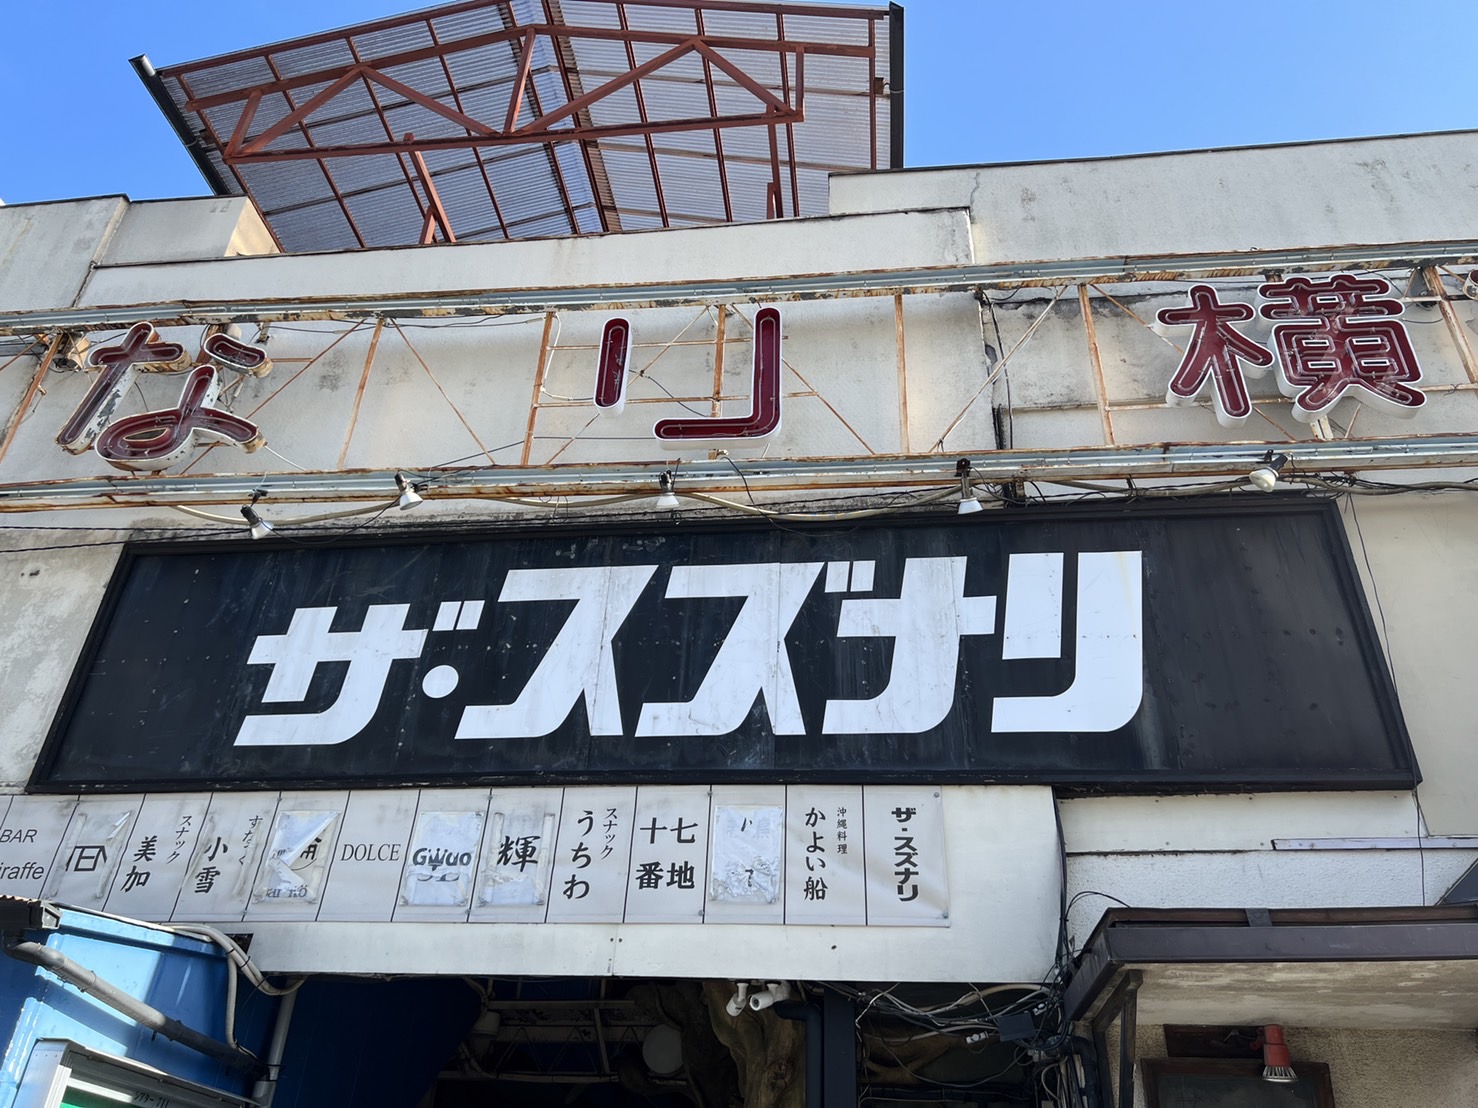 なり横
ザ・スズナリ
BAR
iraffe
スナック
美加
すたっく
小雪
DOLCE
Gwuo
輝
スナック
うちわ
七地
十番
沖縄料理
かよい船
ザ・スズナリ